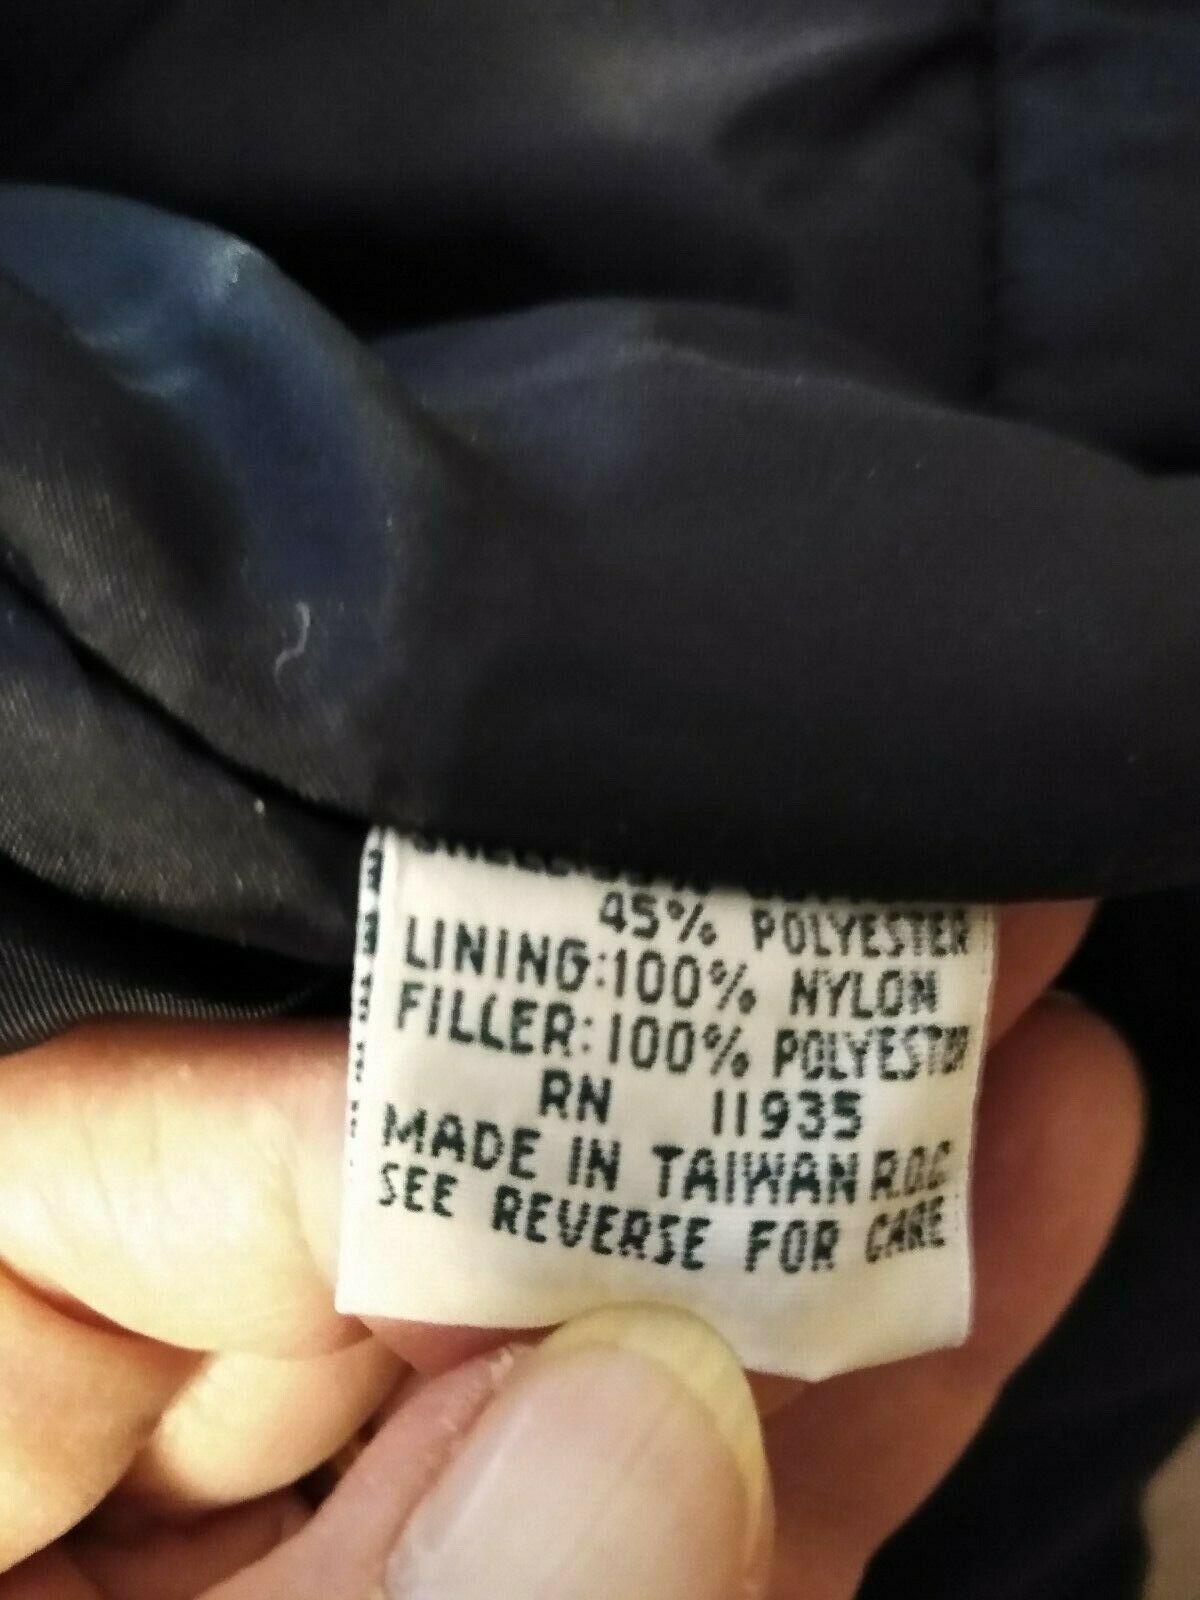 45% POLYESTER
LINING:100% NYLON
FILLER:100% POLYESTER
RN 11935
MADE IN TAIWAN R.O.C.
SEE REVERSE FOR CARE